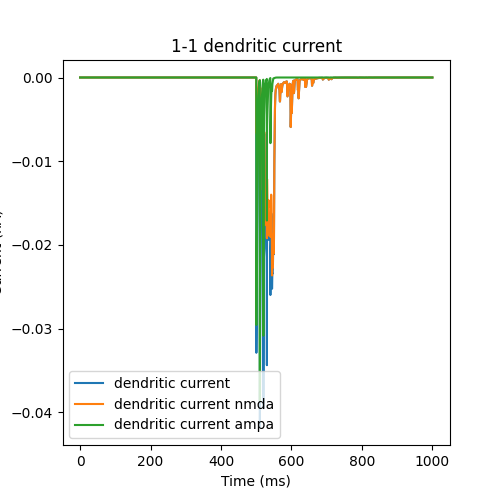 1-1 dendritic current
0.00
−0.01
−0.02
−0.03
−0.04
dendritic current
dendritic current nmda
dendritic current ampa
0 200 400 600 800 1000
Time (ms)